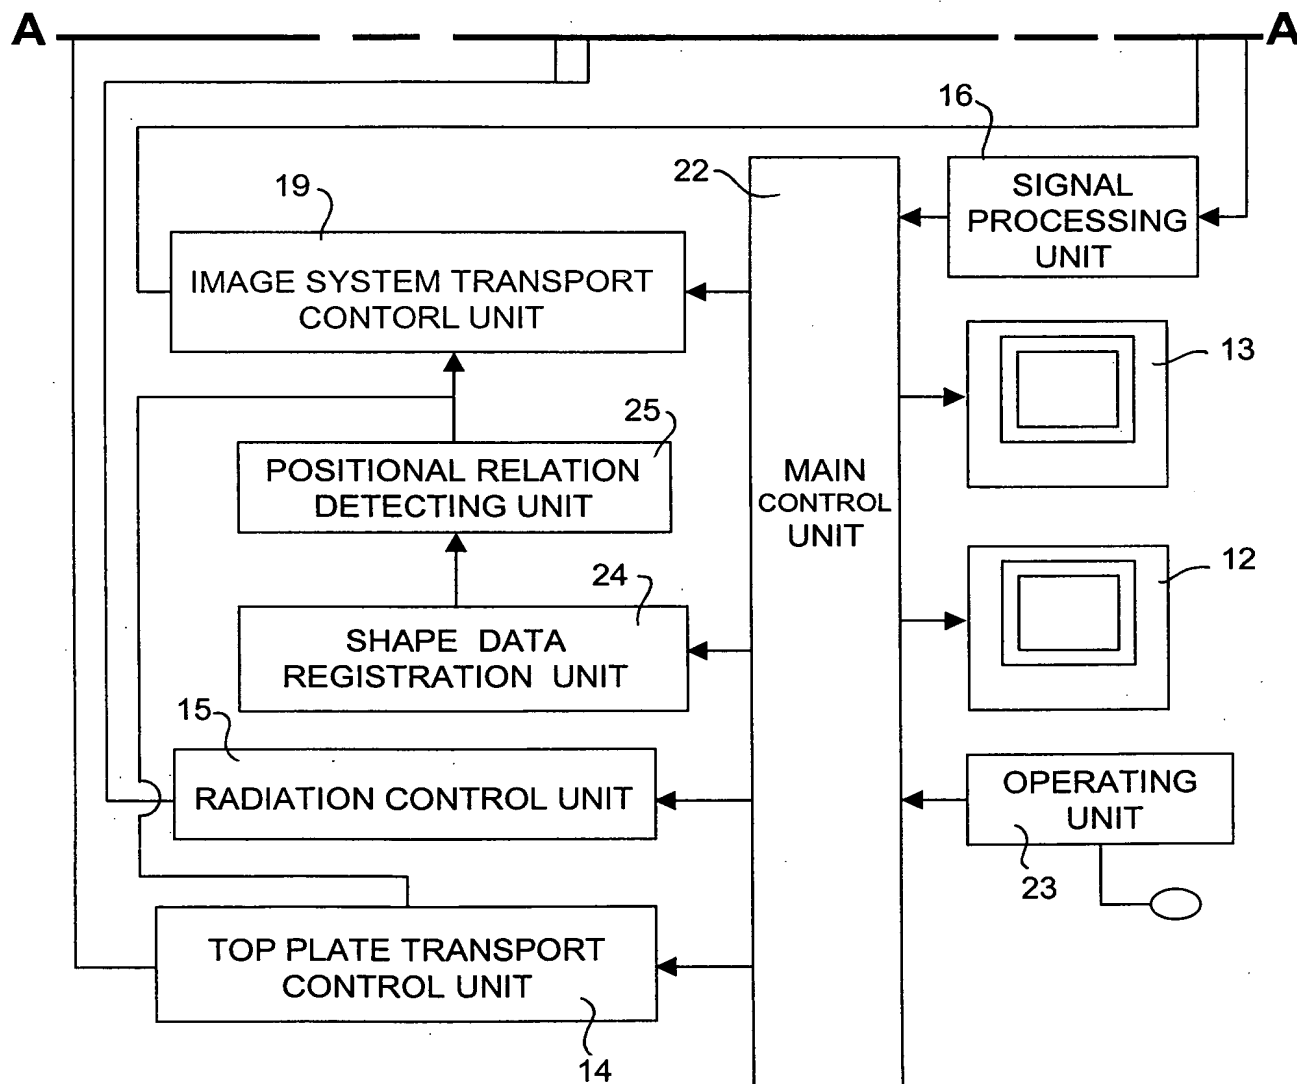 A
A
16
22
SIGNAL
PROCESSING
UNIT
19
IMAGE SYSTEM TRANSPORT
CONTORL UNIT
13
25
POSITIONAL RELATION
DETECTING UNIT
MAIN
CONTROL
UNIT
12
24
SHAPE DATA
REGISTRATION UNIT
15
RADIATION CONTROL UNIT
OPERATING
UNIT
23
TOP PLATE TRANSPORT
CONTROL UNIT
14